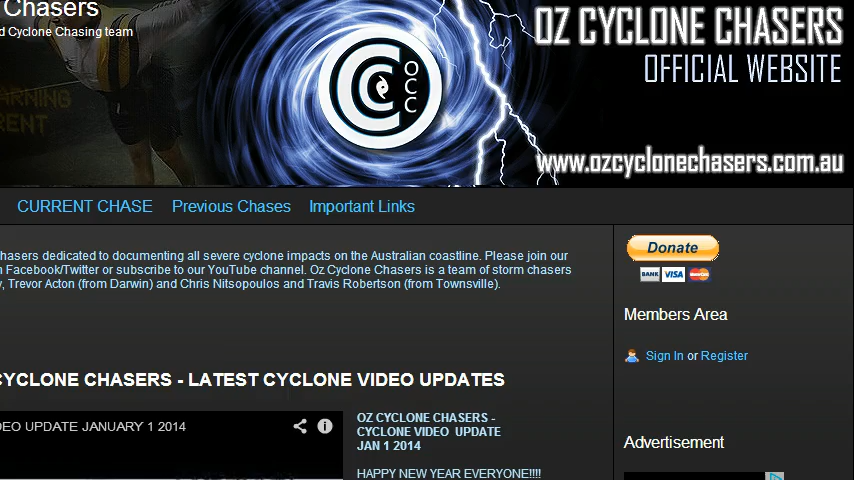 Chasers
d Cyclone Chasing team
ARNING
RENT
OCC
OZ CYCLONE CHASERS
OFFICIAL WEBSITE
www.ozcyclonechasers.com.au
CURRENT CHASE Previous Chases Important Links
hasers dedicated to documenting all severe cyclone impacts on the Australian coastline. Please join our
n Facebook/Twitter or subscribe to our YouTube channel. Oz Cyclone Chasers is a team of storm chasers
y, Trevor Acton (from Darwin) and Chris Nitsopoulos and Travis Robertson (from Townsville).
Donate
BANK VISA
Members Area
Sign In or Register
CYCLONE CHASERS - LATEST CYCLONE VIDEO UPDATES
DEO UPDATE JANUARY 1 2014
OZ CYCLONE CHASERS -
CYCLONE VIDEO UPDATE
JAN 1 2014
HAPPY NEW YEAR EVERYONE!!!!
Advertisement